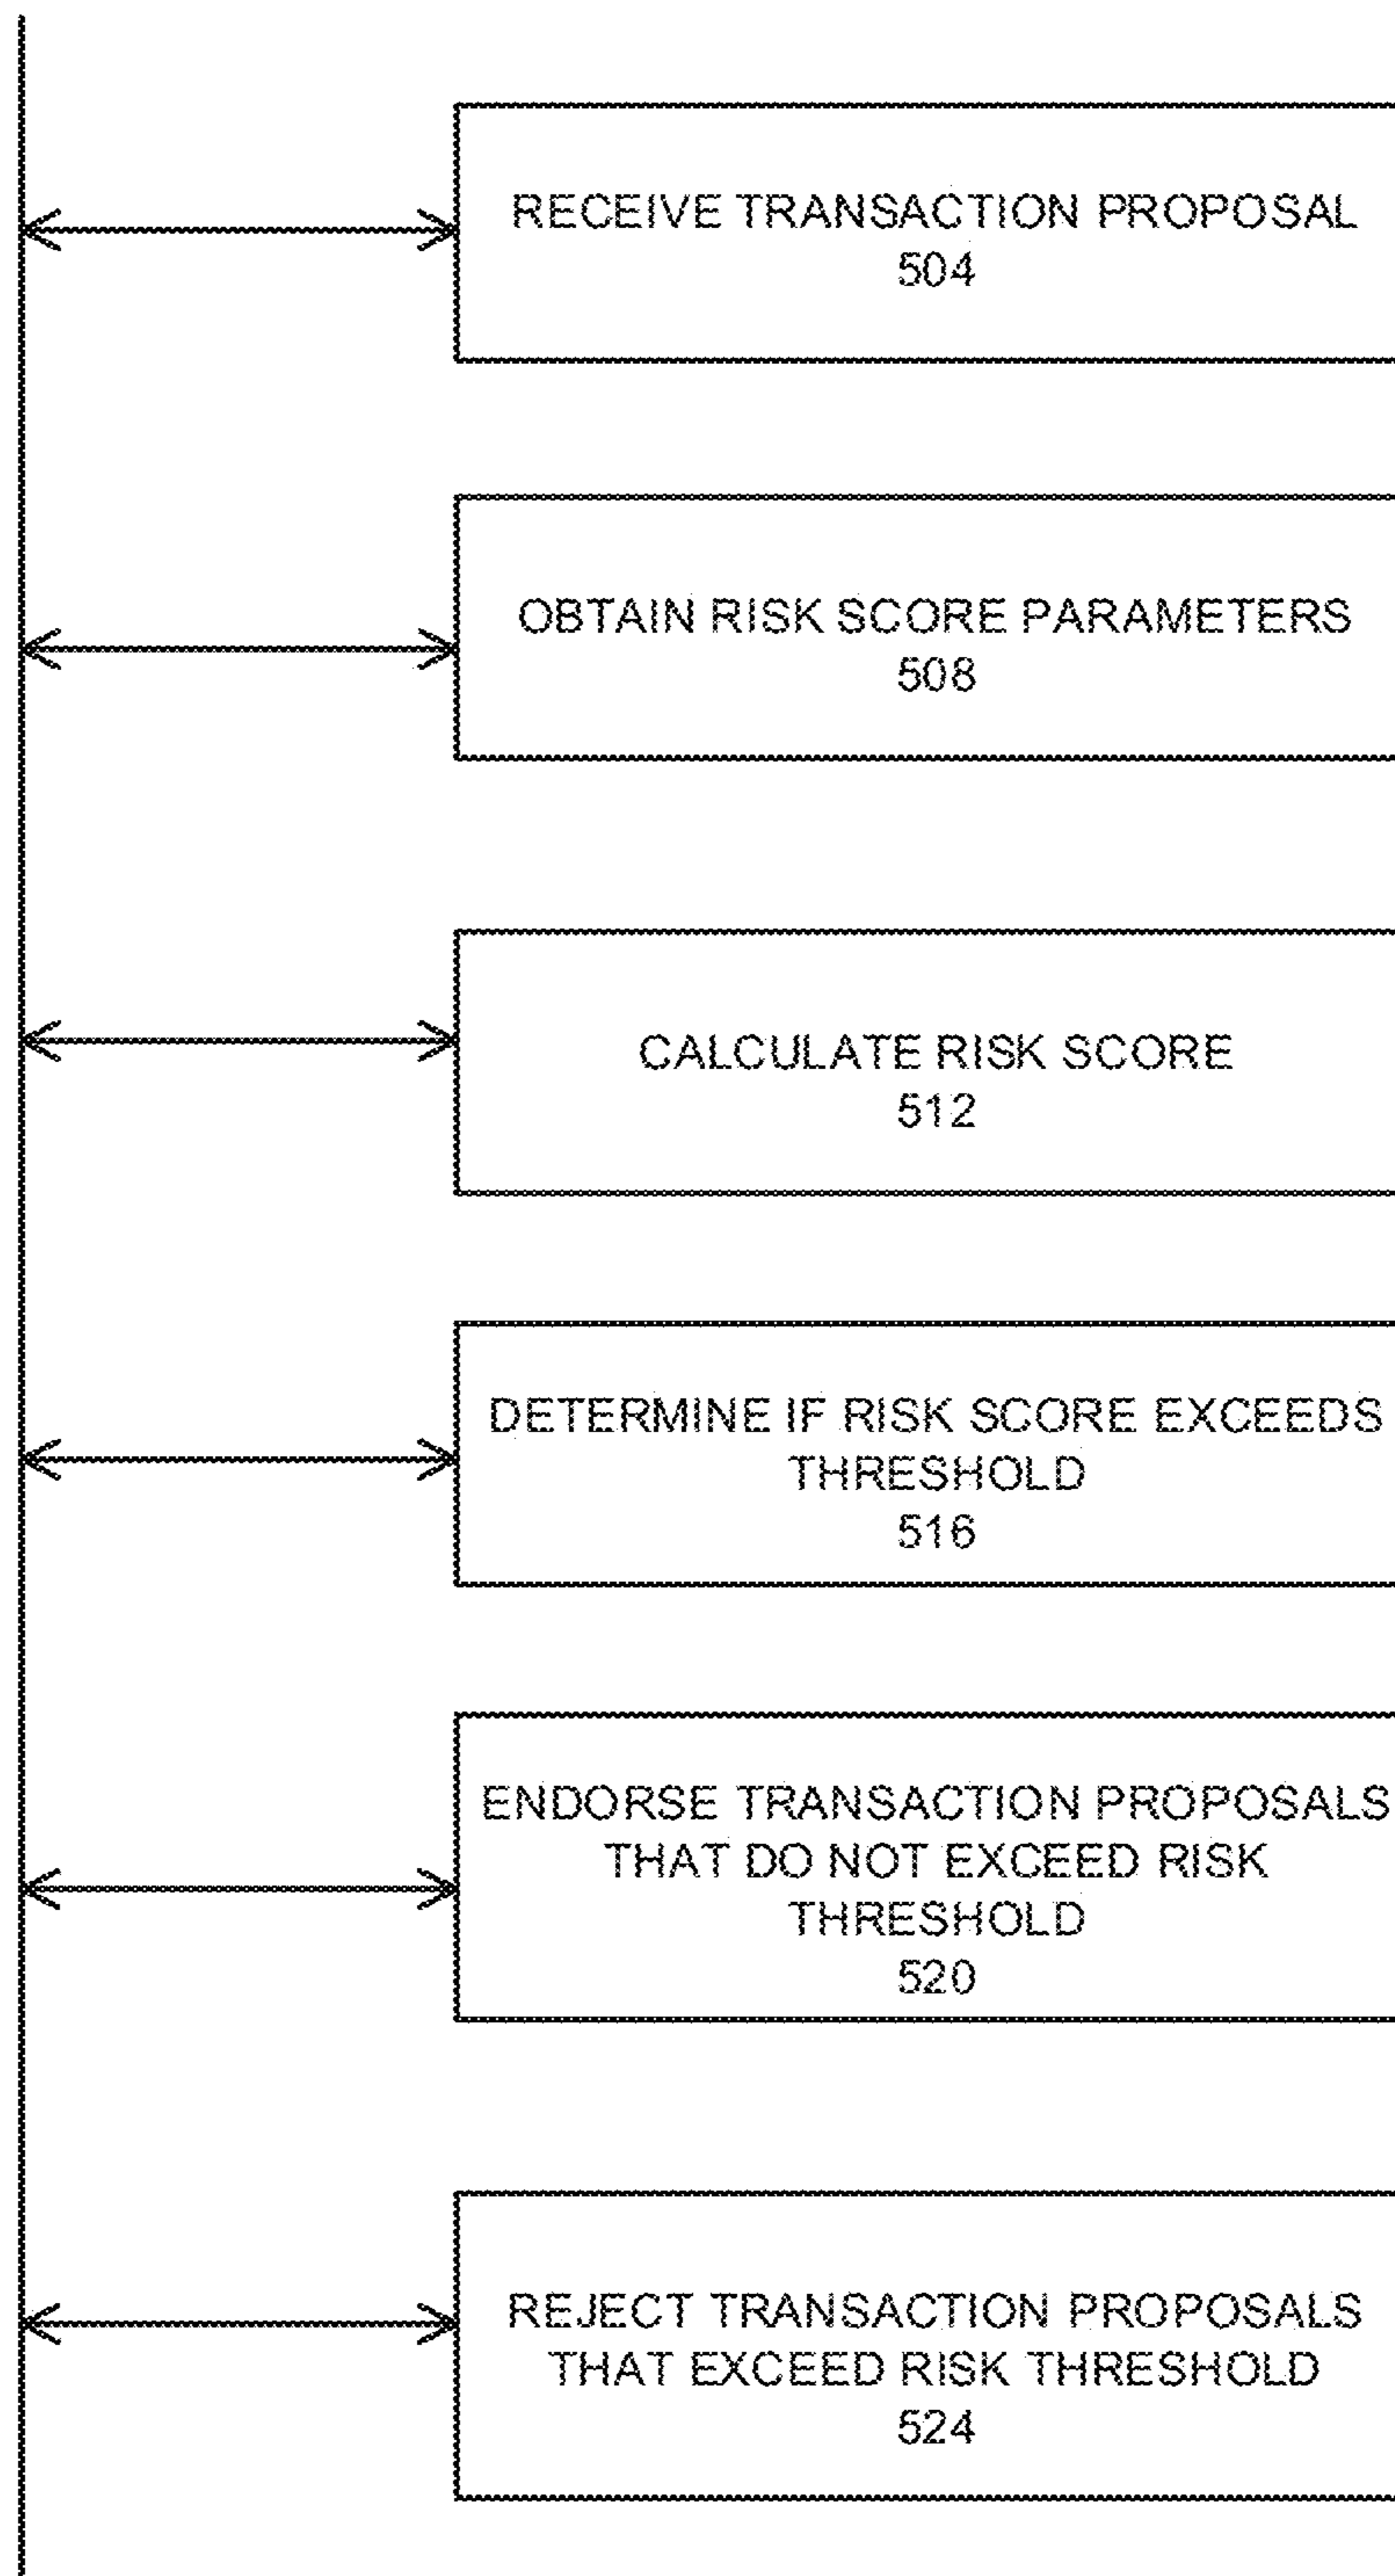 RECEIVE TRANSACTION PROPOSAL
504
OBTAIN RISK SCORE PARAMETERS
508
CALCULATE RISK SCORE
512
DETERMINE IF RISK SCORE EXCEEDS
THRESHOLD
516
ENDORSE TRANSACTION PROPOSALS
THAT DO NOT EXCEED RISK
THRESHOLD
520
REJECT TRANSACTION PROPOSALS
THAT EXCEED RISK THRESHOLD
524